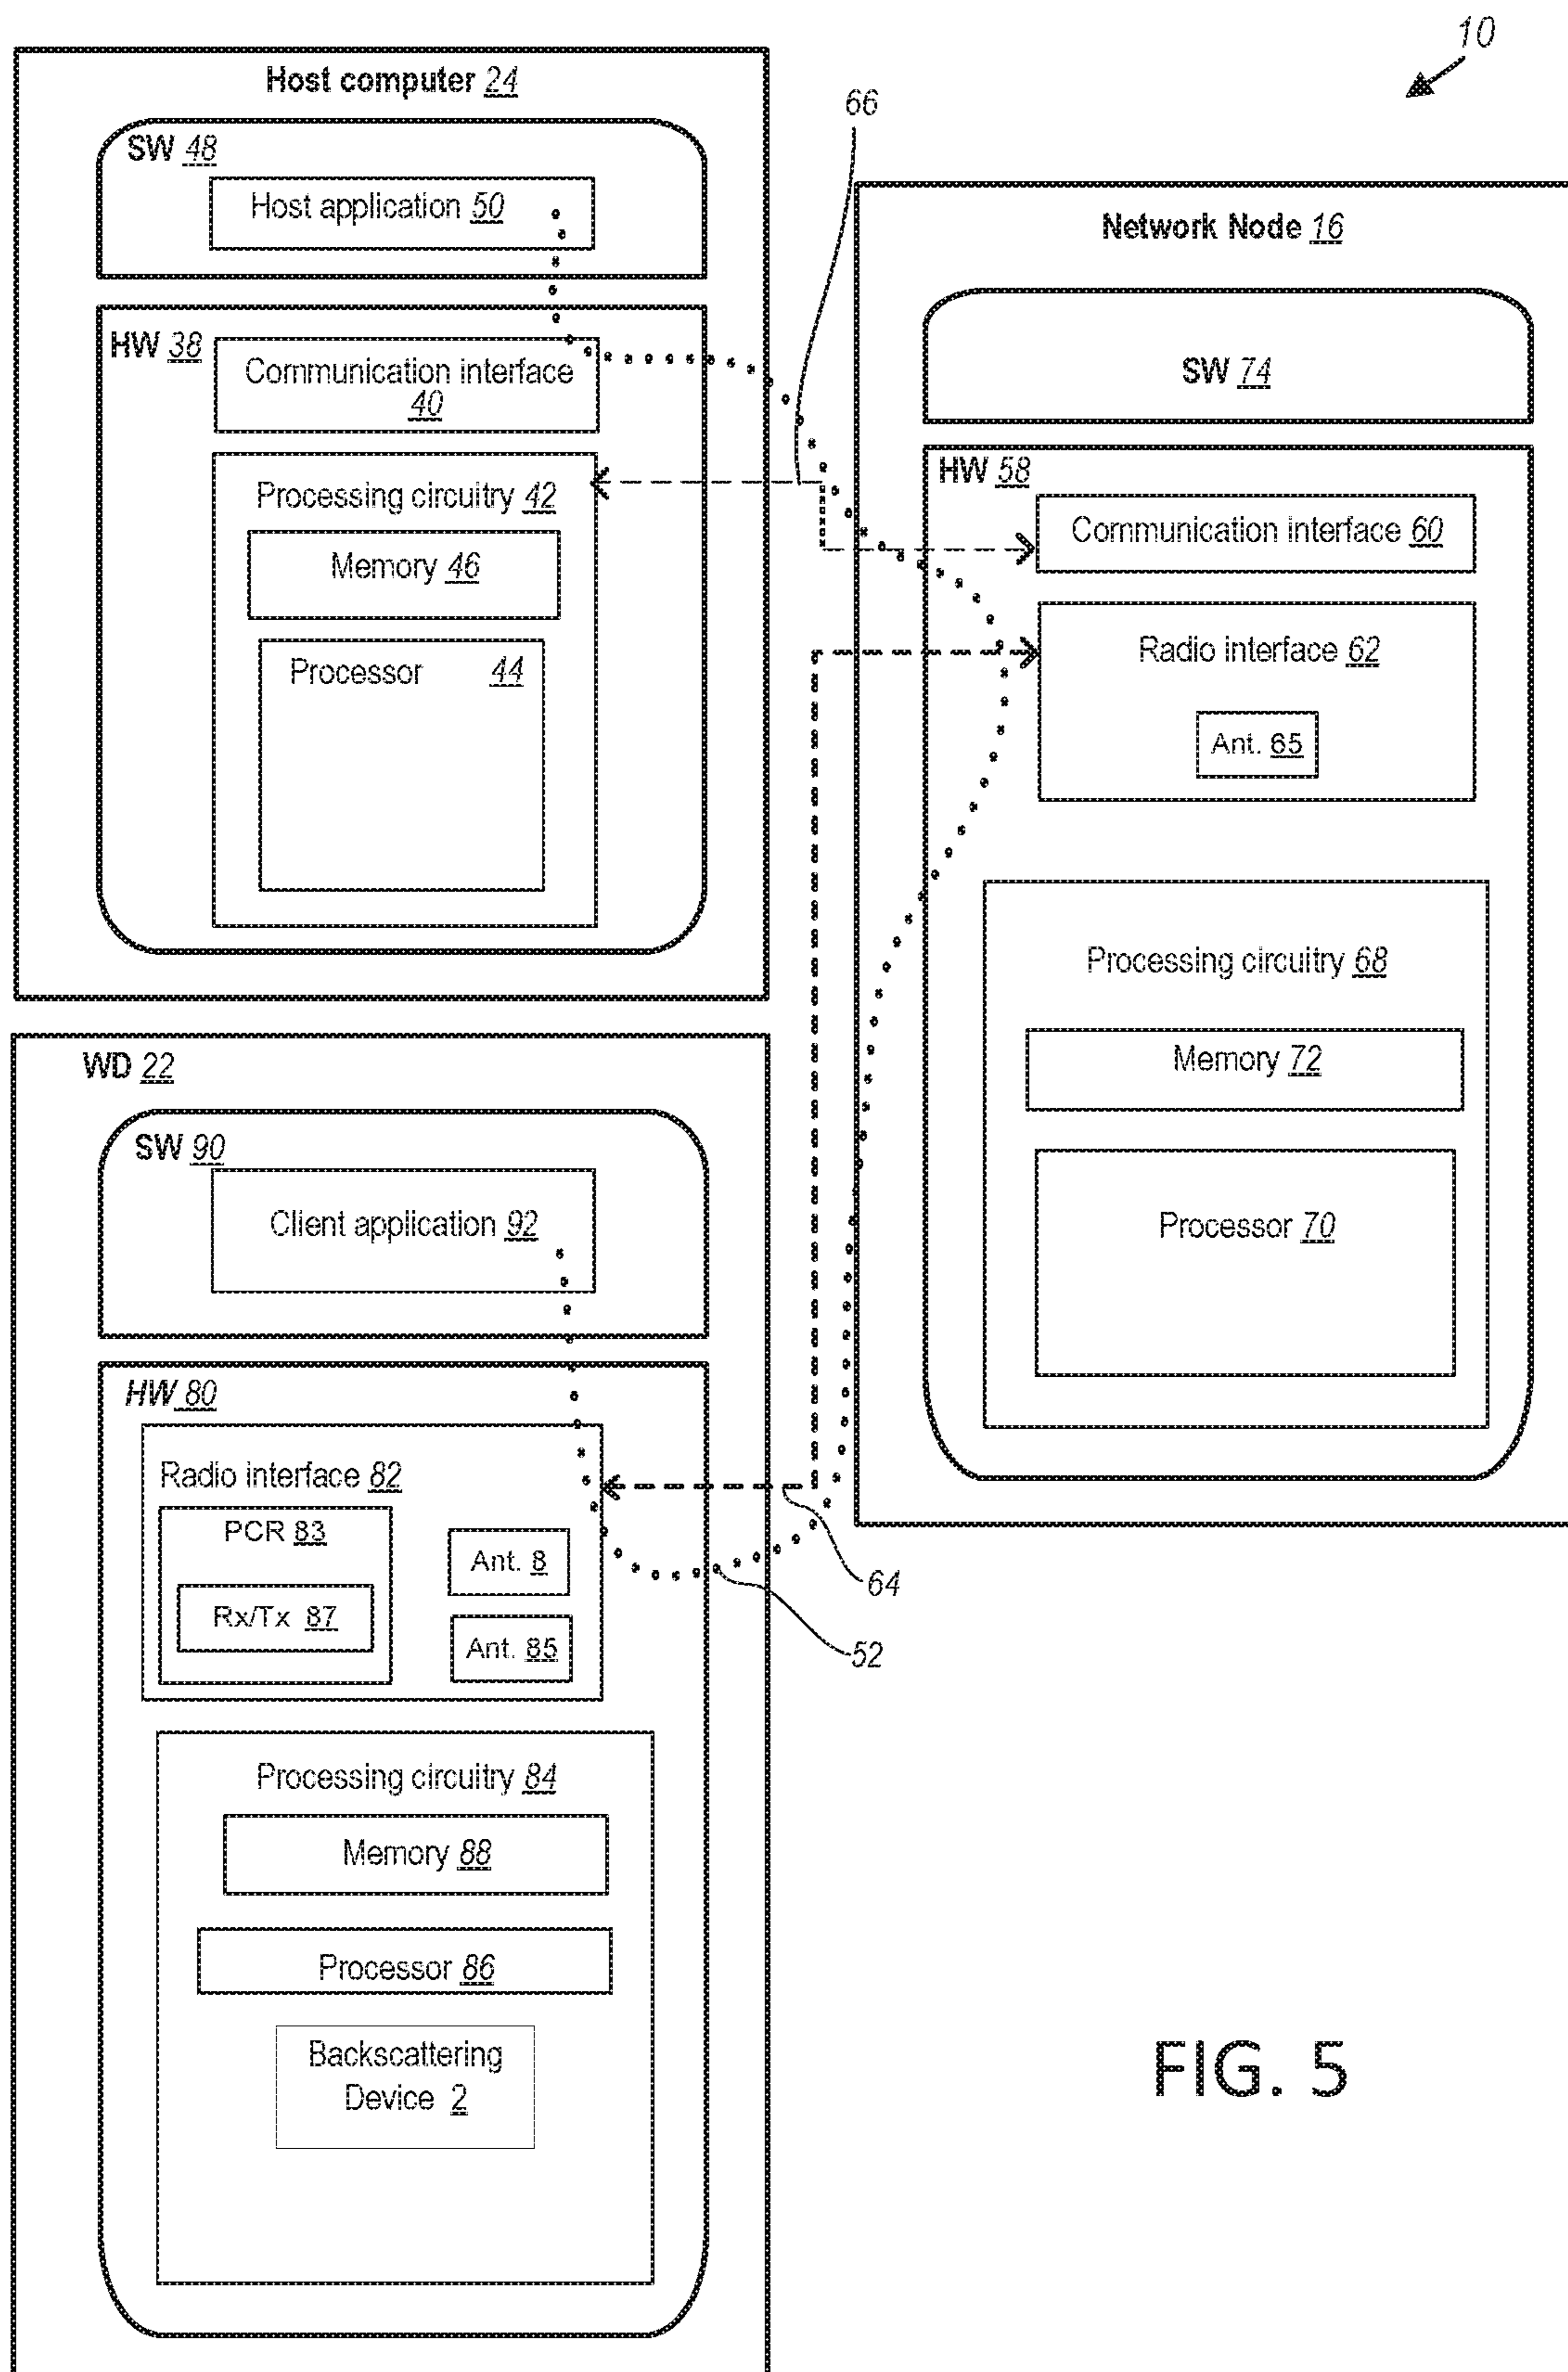 10
Host computer 24
SW 48
Host application 50
HW 38
Communication interface
40
Processing circuitry 42
Memory 46
Processor 44
66
Network Node 16
SW 74
HW 58
Communication interface 60
Radio interface 62
Ant. 65
Processing circuitry 68
Memory 72
Processor 70
WD 22
SW 90
Client application 92
HW 80
Radio interface 82
PCR 83
Rx/Tx 87
Ant. 8
Ant. 85
64
52
Processing circuitry 84
Memory 88
Processor 86
Backscattering
Device 2
FIG. 5